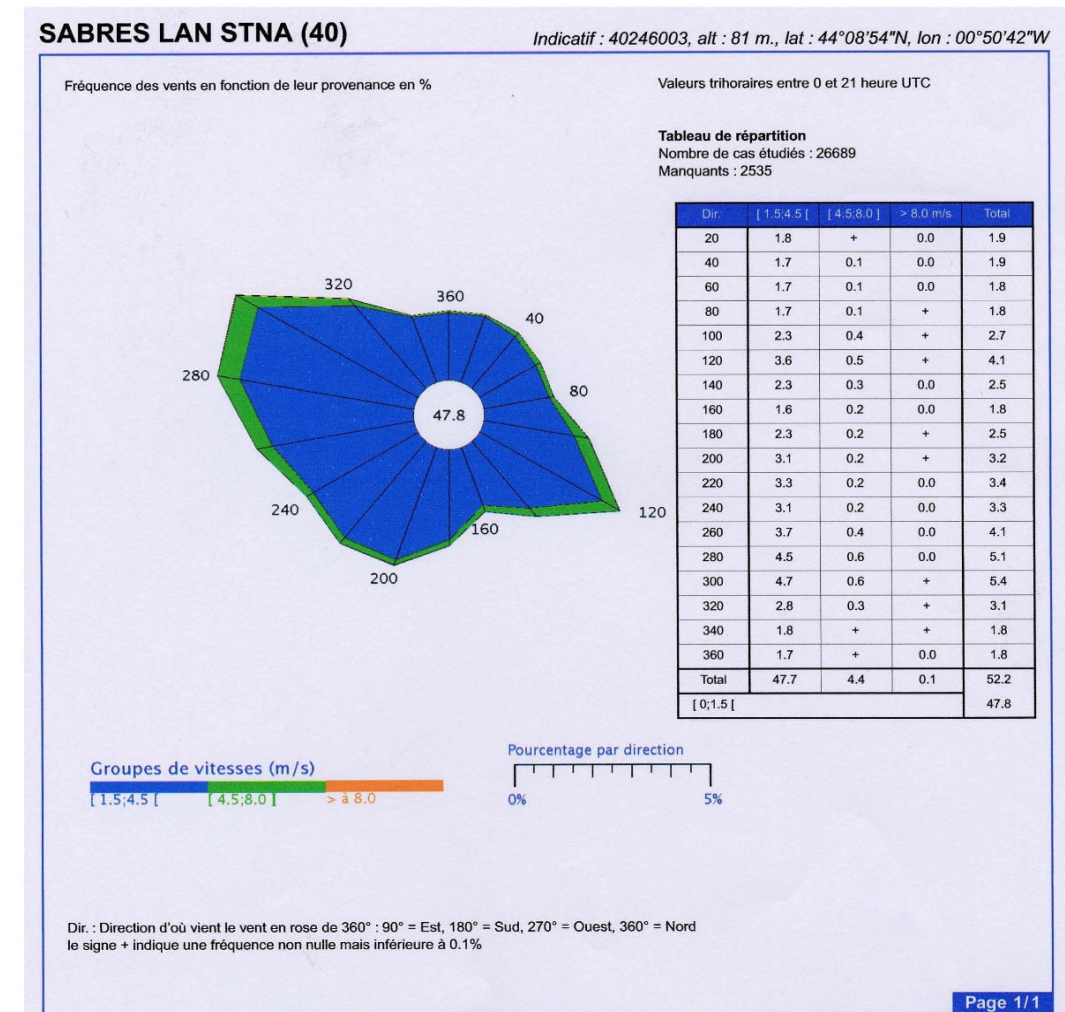 SABRES LAN STNA (40)
Indicatif : 40246003, alt : 81 m., lat : 44°08'54"N, lon : 00°50'42"W
Fréquence des vents en fonction de leur provenance en %
Valeurs trihoraires entre 0 et 21 heure UTC
Tableau de répartition
Nombre de cas étudiés : 26689
Manquants : 2535
320
360
40
280
80
47.8
240
120
160
200
Dir. [ 1.5;4.5 [ [ 4.5;8.0 ] > 8.0 m/s Total
20 1.8 + 0.0 1.9
40 1.7 0.1 0.0 1.9
60 1.7 0.1 0.0 1.8
80 1.7 0.1 + 1.8
100 2.3 0.4 + 2.7
120 3.6 0.5 + 4.1
140 2.3 0.3 0.0 2.5
160 1.6 0.2 0.0 1.8
180 2.3 0.2 + 2.5
200 3.1 0.2 + 3.2
220 3.3 0.2 0.0 3.4
240 3.1 0.2 0.0 3.3
260 3.7 0.4 0.0 4.1
280 4.5 0.6 0.0 5.1
300 4.7 0.6 + 5.4
320 2.8 0.3 + 3.1
340 1.8 + + 1.8
360 1.7 + 0.0 1.8
Total 47.7 4.4 0.1 52.2
[ 0;1.5 [ 47.8
Groupes de vitesses (m/s)
[ 1.5;4.5 [ [ 4.5;8.0 ] > à 8.0
Pourcentage par direction
0% 5%
Dir. : Direction d'où vient le vent en rose de 360° : 90° = Est, 180° = Sud, 270° = Ouest, 360° = Nord
le signe + indique une fréquence non nulle mais inférieure à 0.1%
Page 1/1